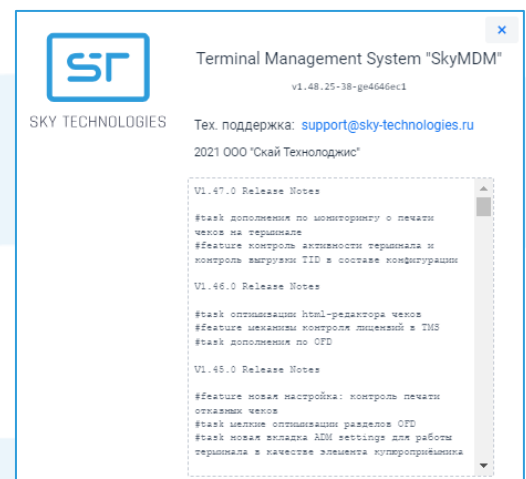 ×
ST
SKY TECHNOLOGIES
Terminal Management System "SkyMDM"
v1.48.25-38-ge4646ec1
Тех. поддержка: support@sky-technologies.ru
2021 ООО "Скай Технолоджис"
V1.47.0 Release Notes
#task дополнения по мониторингу о печати
чеков на терминале
#feature контроль активности терминала и
контроль выгрузки TID в составе конфигурации
V1.46.0 Release Notes
#task оптимизации html-редактора чеков
#feature механизмы контроля лицензий в TMS
#task дополнения по OFD
V1.45.0 Release Notes
#feature новая настройка: контроль печати
отказных чеков
#task мелкие оптимизации разделов OFD
#task новая вкладка ADM settings для работы
терминала в качестве элемента купюроприёмника